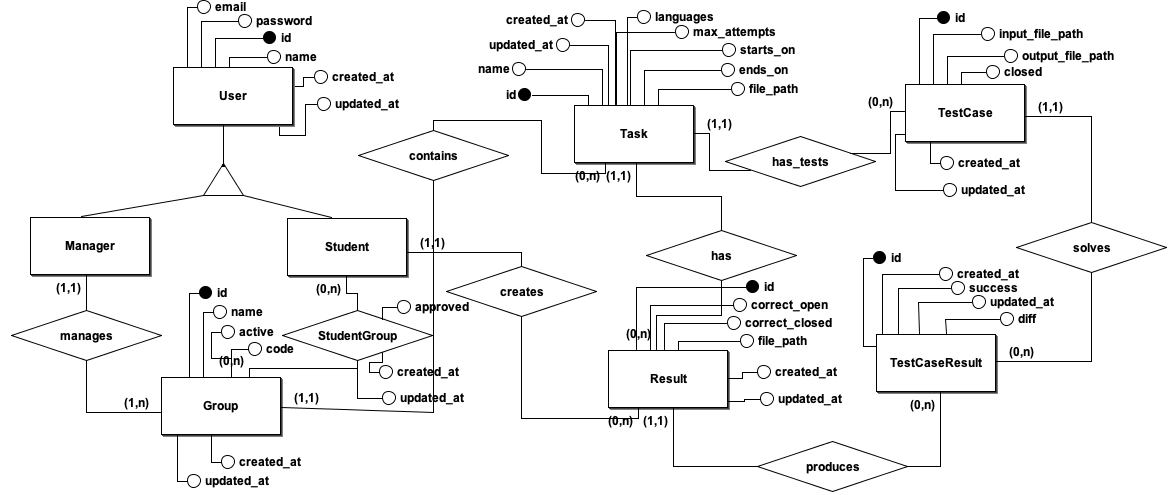 email
password
id
name
User
created_at
updated_at
created_at
languages
max_attempts
updated_at
starts_on
name
ends_on
id
file_path
Task
(1,1)
(0,n)
(1,1)
id
input_file_path
output_file_path
closed
(0,n)
(1,1)
TestCase
created_at
updated_at
contains
has_tests
Manager
(1,1)
Student
(1,1)
(0,n)
has
solves
creates
manages
id
name
active
code
(0,n)
StudentGroup
approved
created_at
updated_at
(1,n)
Group
(1,1)
created_at
updated_at
id
correct_open
correct_closed
file_path
(0,n)
Result
created_at
updated_at
(0,n)
(1,1)
id
created_at
success
updated_at
diff
TestCaseResult
(0,n)
(0,n)
produces